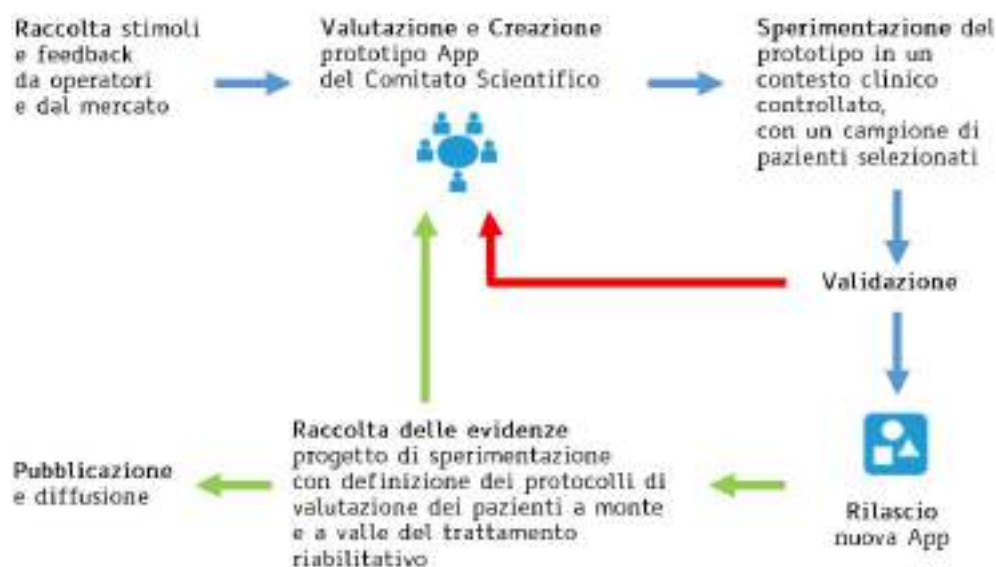 Raccolta stimoli
e feedback
da operatori
e dal mercato
Valutazione e Creazione
prototipo App
del Comitato Scientifico
Sperimentazione del
prototipo in un
contesto clinico
controllato,
con un campione di
pazienti selezionati
Validazione
Rilascio
nuova App
Raccolta delle evidenze
progetto di sperimentazione
con definizione dei protocolli di
valutazione dei pazienti a monte
e a valle del trattamento
riabilitativo
Pubblicazione
e diffusione